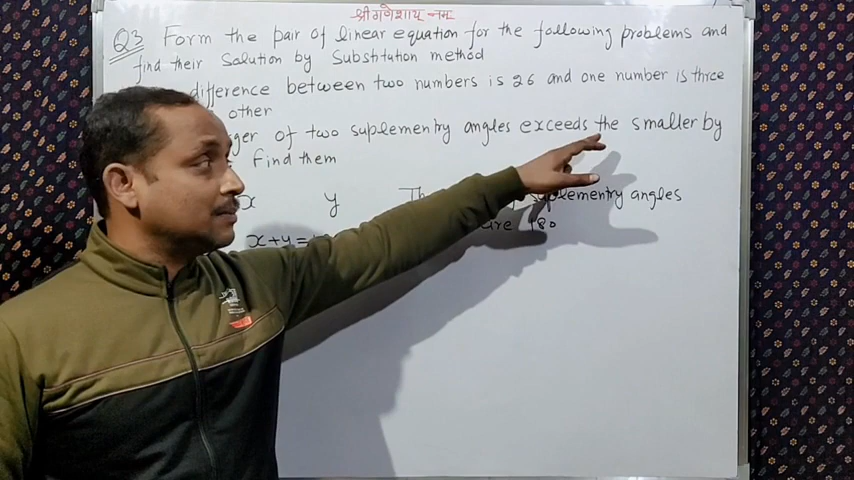 श्री गणेशाय नमः
Q3 Form the pair of linear equation for the following problems and
find their solution by Substitution method
difference between two numbers is 26 and one number is three
other
of two suplementry angles exceeds the smaller by
find them
x y suplementry angles
x+y= are 180